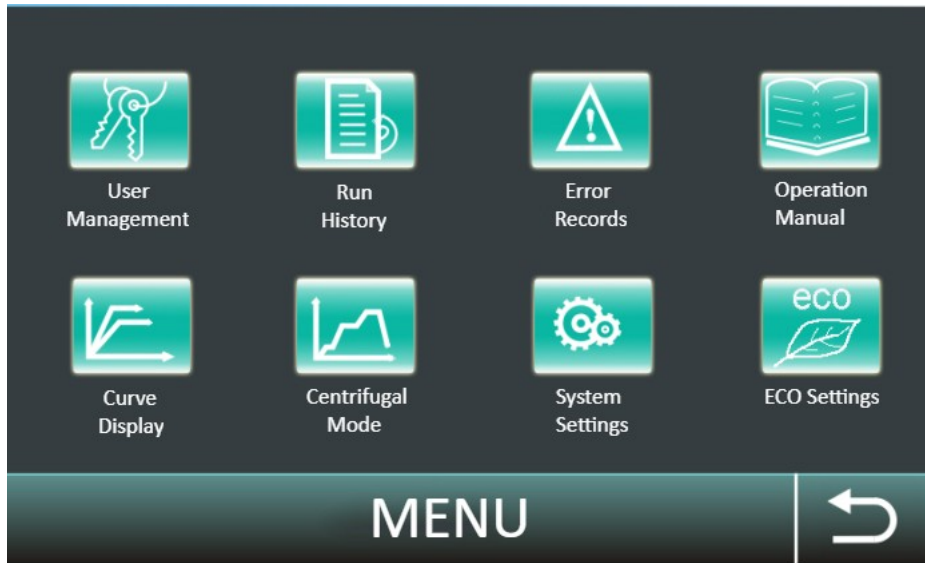 User
Management
Run
History
Error
Records
Operation
Manual
Curve
Display
Centrifugal
Mode
System
Settings
eco
ECO Settings
MENU